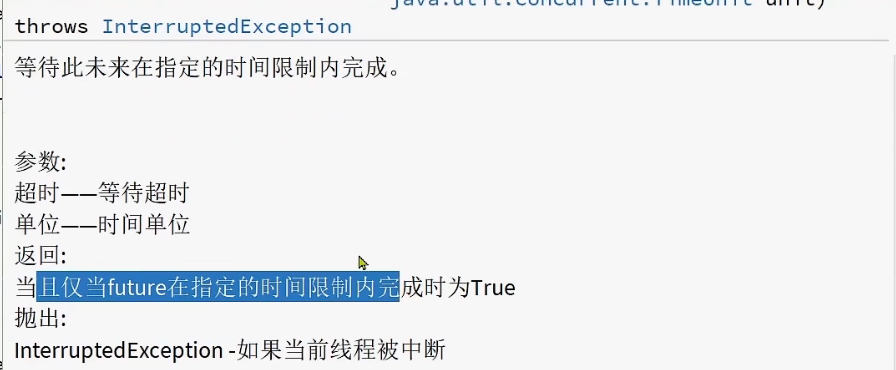 java.util.concurrent.TimeUnit unit)
throws InterruptedException
等待此未来在指定的时间限制内完成。
参数:
超时——等待超时
单位——时间单位
返回:
当且仅当future在指定的时间限制内完成时为True
抛出:
InterruptedException -如果当前线程被中断